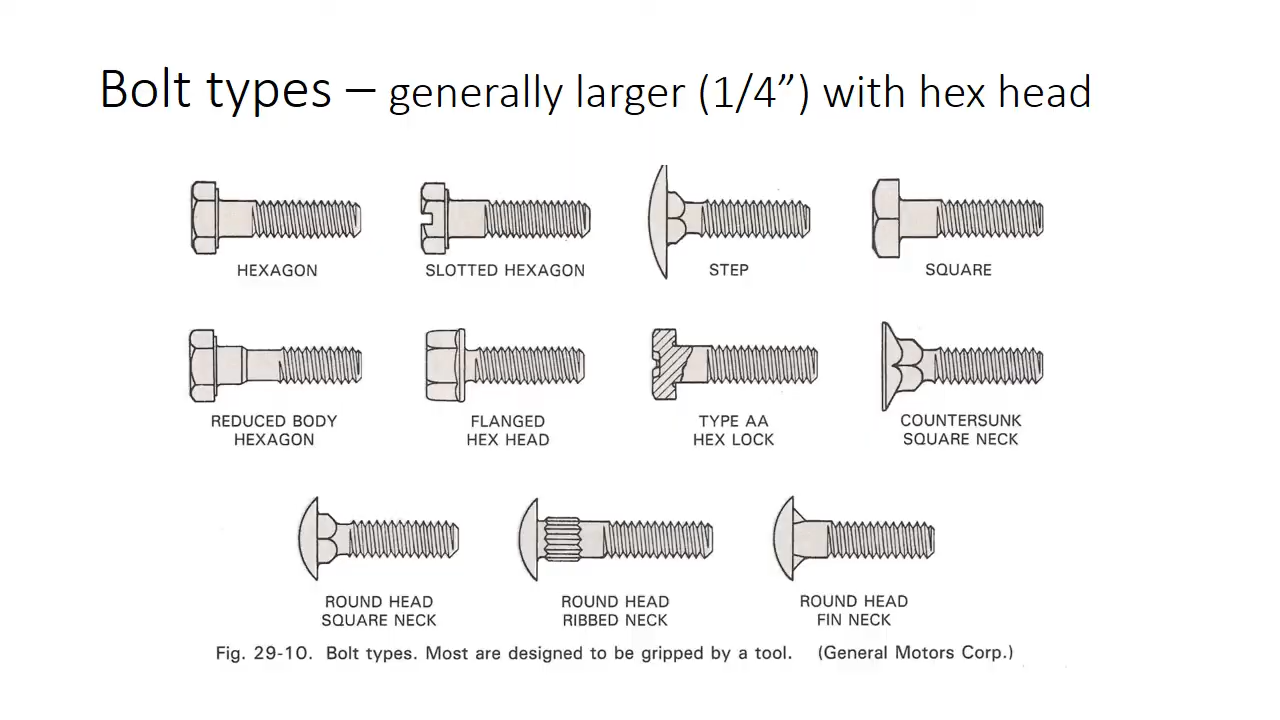 Bolt types – generally larger (1/4”) with hex head
HEXAGON
SLOTTED HEXAGON
STEP
SQUARE
REDUCED BODY
HEXAGON
FLANGED
HEX HEAD
TYPE AA
HEX LOCK
COUNTERSUNK
SQUARE NECK
ROUND HEAD
SQUARE NECK
ROUND HEAD
RIBBED NECK
ROUND HEAD
FIN NECK
Fig. 29-10. Bolt types. Most are designed to be gripped by a tool. (General Motors Corp.)